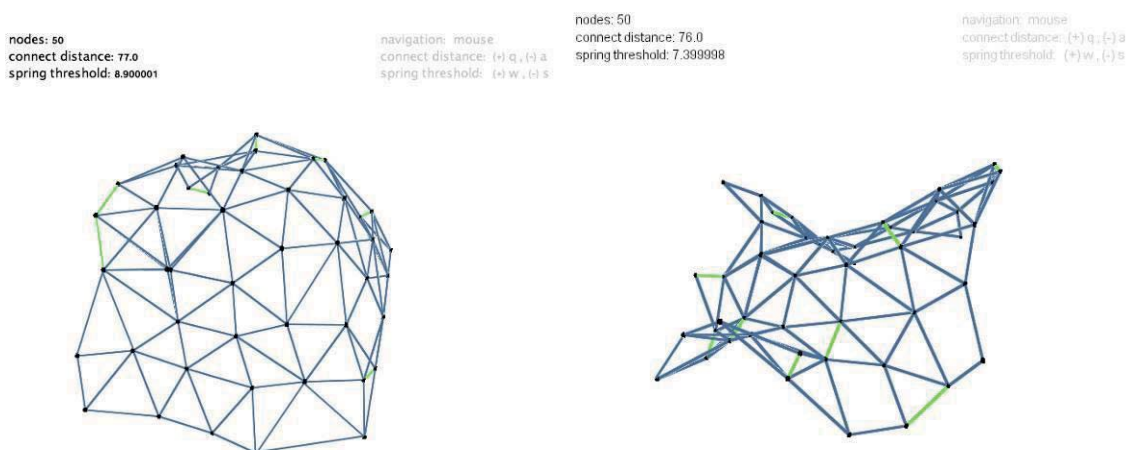 nodes: 50
connect distance: 77.0
spring threshold: 8.900001
navigation: mouse
connect distance: (+) q , (-) a
spring threshold: (+) w , (-) s
nodes: 50
connect distance: 76.0
spring threshold: 7.399998
navigation: mouse
connect distance: (+) q , (-) a
spring threshold: (+) w , (-) s